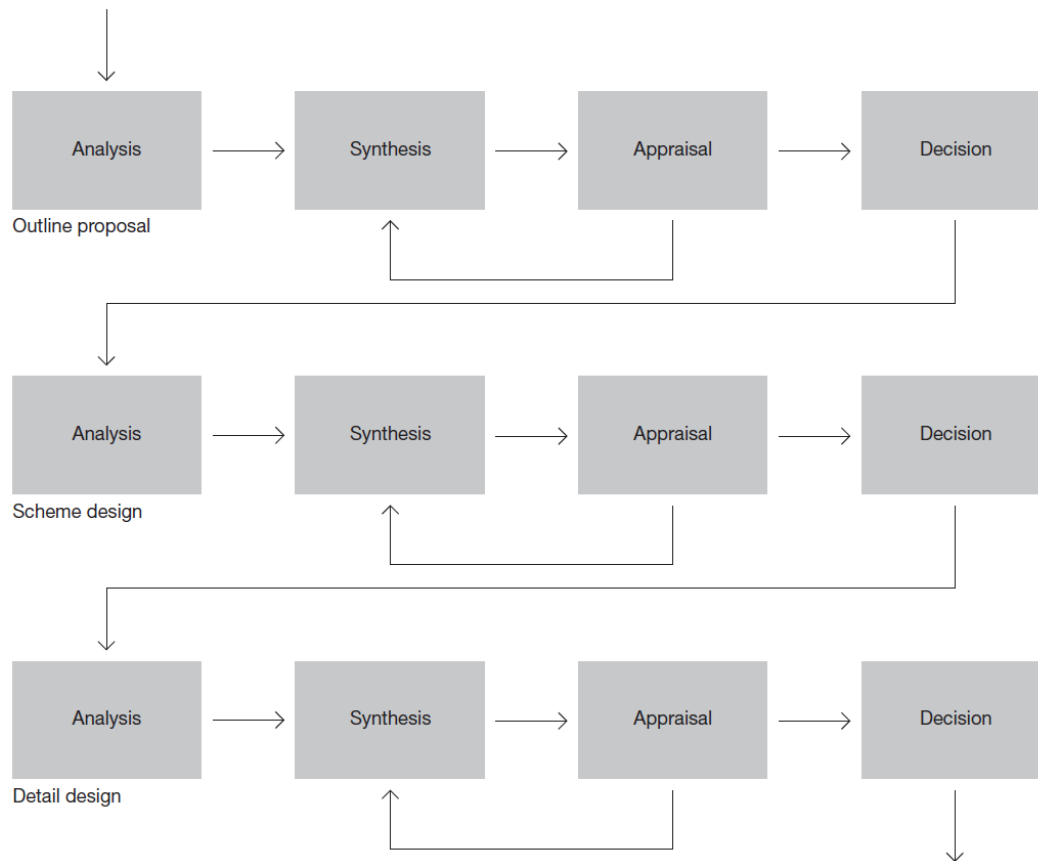 Analysis
Synthesis
Appraisal
Decision
Outline proposal
Analysis
Synthesis
Appraisal
Decision
Scheme design
Analysis
Synthesis
Appraisal
Decision
Detail design